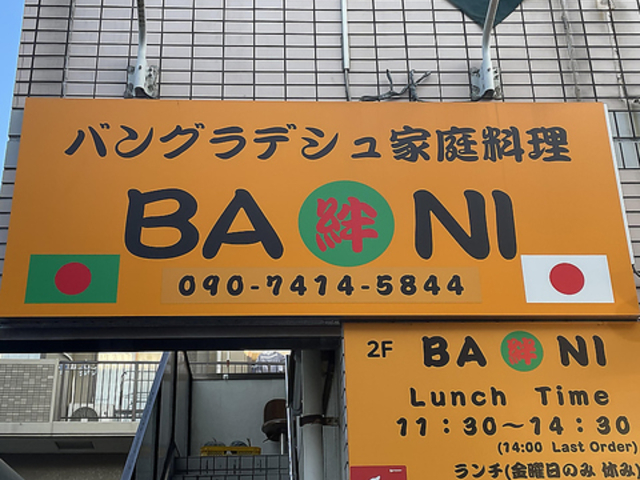 バングラデシュ家庭料理
BA 絆 NI
090-7414-5844
2F BA 絆 NI
Lunch Time
11：30～14：30
(14:00 Last Order)
ランチ(金曜日のみ 休み)